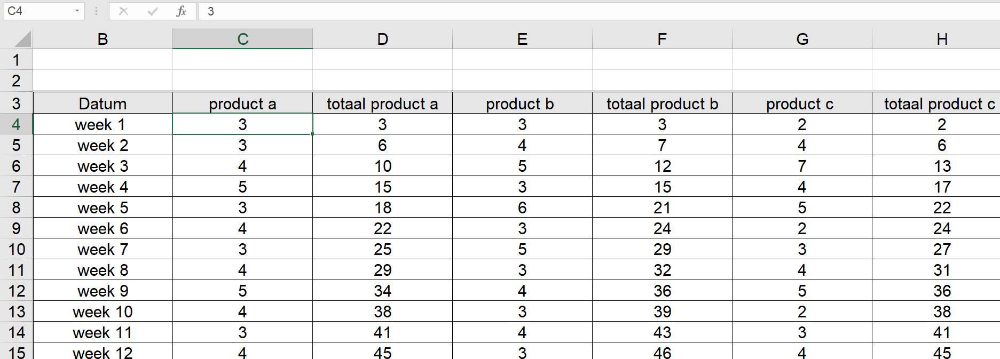 C4 fx 3
B C D E F G H
1
2
3 Datum product a totaal product a product b totaal product b product c totaal product c
4 week 1 3 3 3 3 2 2
5 week 2 3 6 4 7 4 6
6 week 3 4 10 5 12 7 13
7 week 4 5 15 3 15 4 17
8 week 5 3 18 6 21 5 22
9 week 6 4 22 3 24 2 24
10 week 7 3 25 5 29 3 27
11 week 8 4 29 3 32 4 31
12 week 9 5 34 4 36 5 36
13 week 10 4 38 3 39 2 38
14 week 11 3 41 4 43 3 41
15 week 12 4 45 3 46 4 45